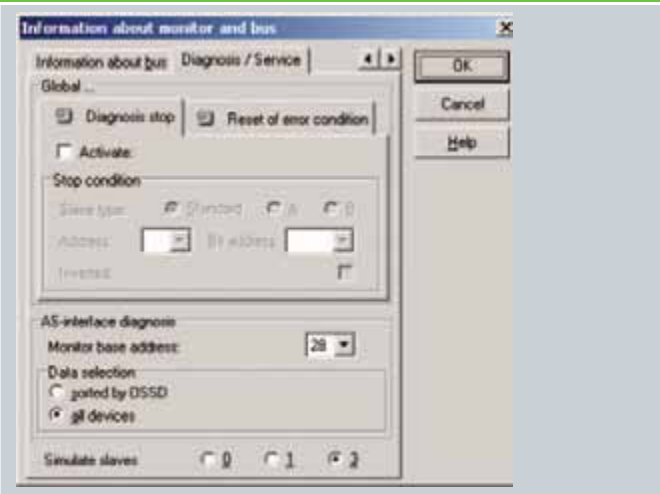 Information about monitor and bus
Information about bus Diagnosis / Service
OK
Global ...
Cancel
Diagnosis stop Reset of error condition
Help
Activate:
Stop condition
Slave type: Standard A B
Address: Bit address:
Inverted:
AS-interface diagnosis
Monitor base address: 28
Data selection
sorted by OSSD
all devices
Simulate slaves 0 1